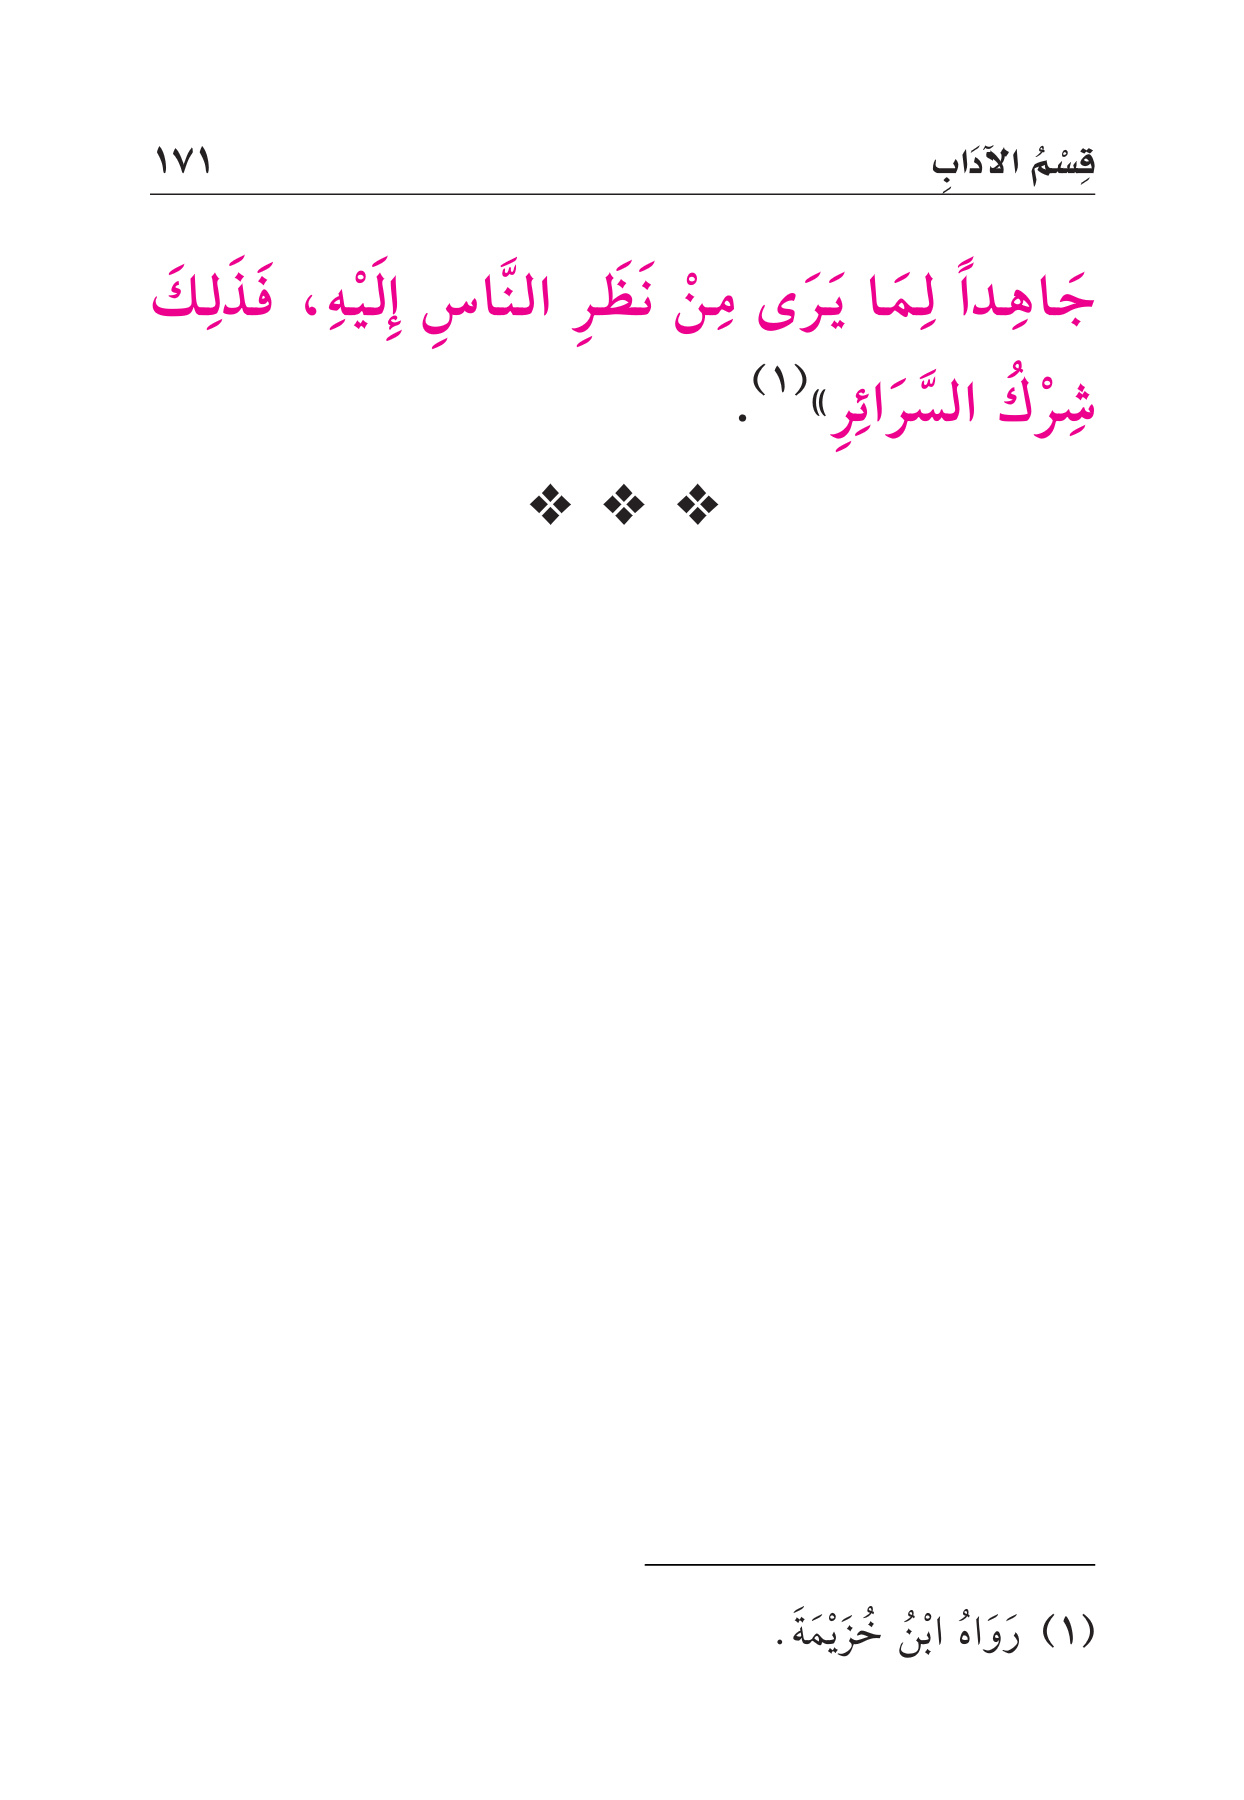 قِسْمُ الآدَابِ ١٧١
جَاهِداً لِمَا يَرَى مِنْ نَظَرِ النَّاسِ إِلَيْهِ، فَذَلِكَ
شِرْكُ السَّرَائِرِ»(١).
❖ ❖ ❖
(١) رَوَاهُ ابْنُ خُزَيْمَةَ.